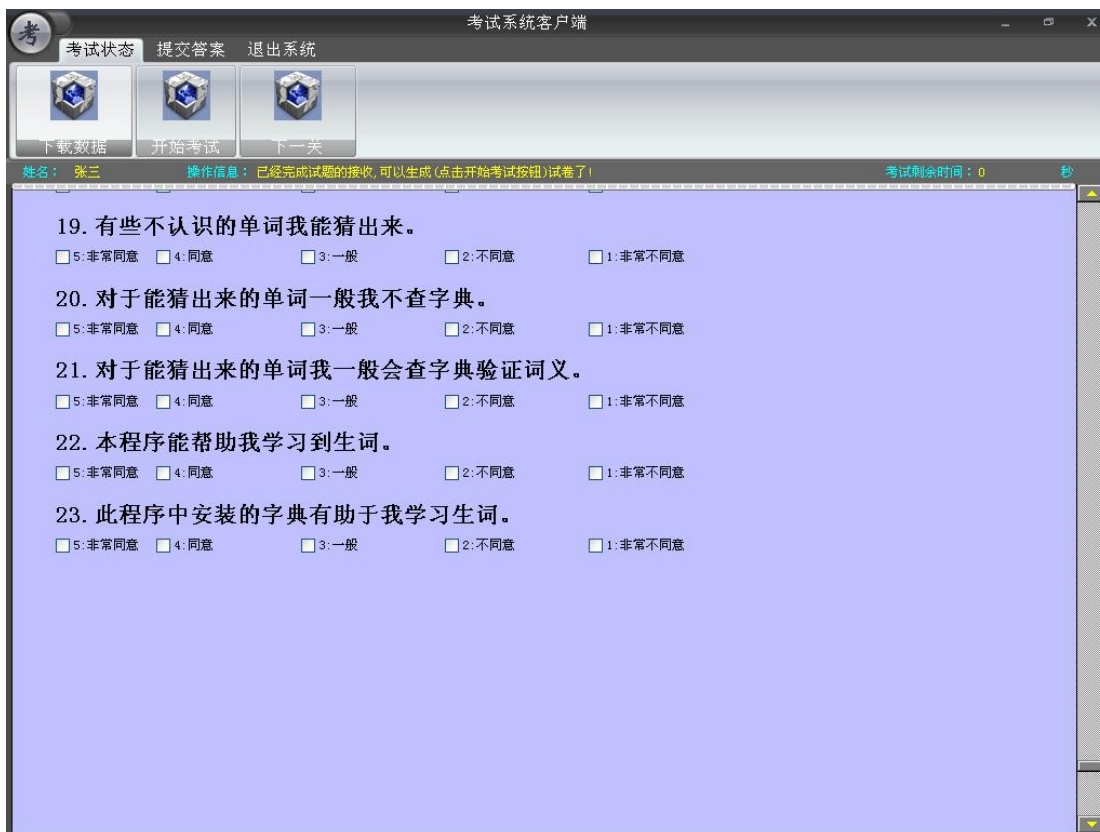 考试系统客户端
考
考试状态 提交答案 退出系统
下载数据 开始考试 下一关
姓名： 张三 操作信息： 已经完成试题的接收,可以生成(点击开始考试按钮)试卷了! 考试剩余时间：0 秒
19. 有些不认识的单词我能猜出来。
5:非常同意 4:同意 3:一般 2:不同意 1:非常不同意
20. 对于能猜出来的单词一般我不查字典。
5:非常同意 4:同意 3:一般 2:不同意 1:非常不同意
21. 对于能猜出来的单词我一般会查字典验证词义。
5:非常同意 4:同意 3:一般 2:不同意 1:非常不同意
22. 本程序能帮助我学习到生词。
5:非常同意 4:同意 3:一般 2:不同意 1:非常不同意
23. 此程序中安装的字典有助于我学习生词。
5:非常同意 4:同意 3:一般 2:不同意 1:非常不同意